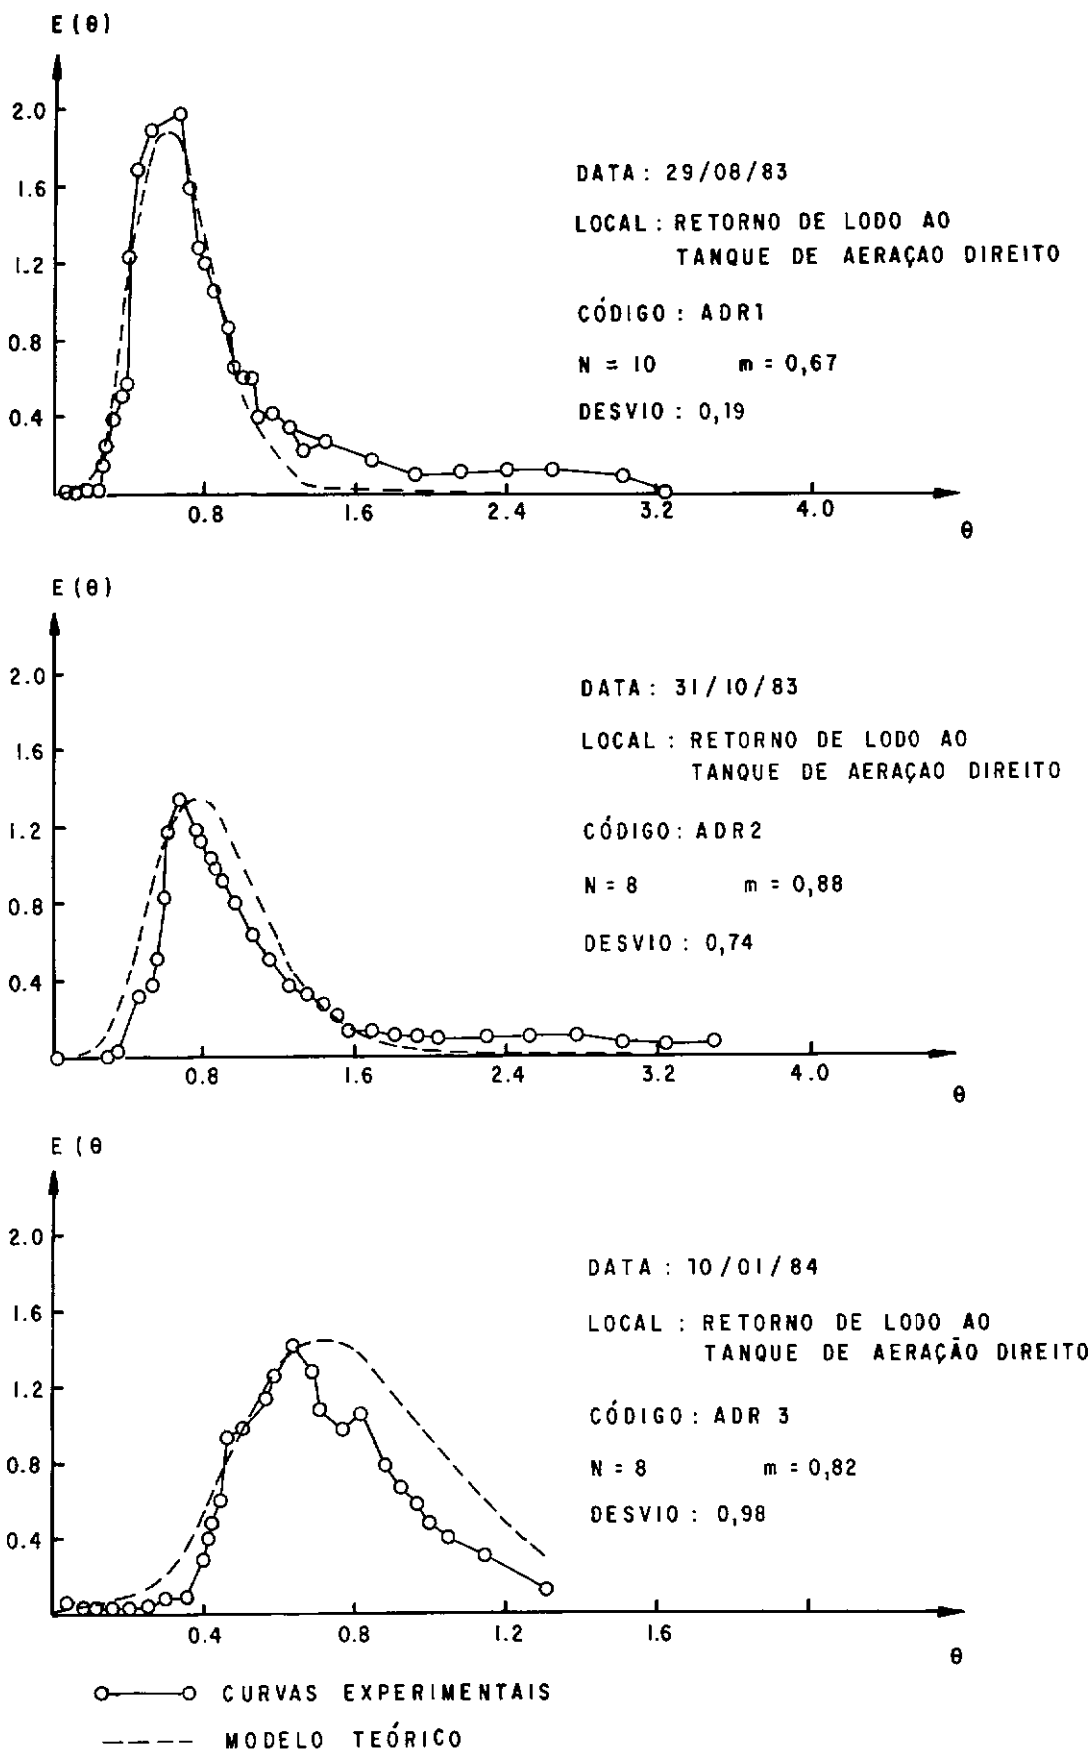 E (θ)
2.0
1.6
1.2
0.8
0.4
0.8
1.6
2.4
3.2
4.0
θ
DATA : 29/08/83
LOCAL : RETORNO DE LODO AO
TANQUE DE AERAÇAO DIREITO
CÓDIGO : ADR1
N = 10 m = 0,67
DESVIO : 0,19
E (θ)
2.0
1.6
1.2
0.8
0.4
0.8
1.6
2.4
3.2
4.0
θ
DATA : 31/10/83
LOCAL : RETORNO DE LODO AO
TANQUE DE AERAÇAO DIREITO
CÓDIGO : ADR2
N = 8 m = 0,88
DESVIO : 0,74
E (θ
2.0
1.6
1.2
0.8
0.4
0.4
0.8
1.2
1.6
θ
DATA : 10/01/84
LOCAL : RETORNO DE LODO AO
TANQUE DE AERAÇÃO DIREITO
CÓDIGO : ADR 3
N = 8 m = 0,82
DESVIO : 0,98
CURVAS EXPERIMENTAIS
MODELO TEÓRICO